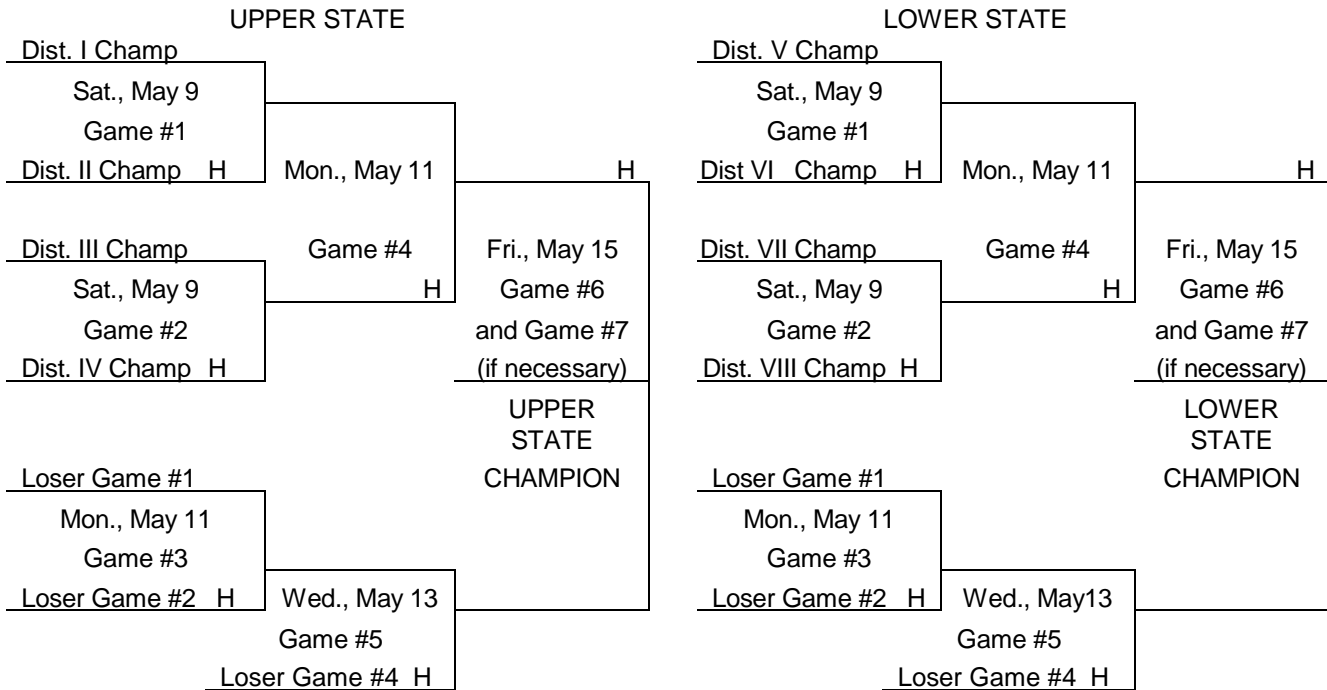 UPPER STATE
Dist. I Champ
Sat., May 9
Game #1
Dist. II Champ H
Mon., May 11
H
Dist. III Champ
Game #4
Fri., May 15
Sat., May 9
H
Game #6
Game #2
and Game #7
Dist. IV Champ H
(if necessary)
UPPER
STATE
CHAMPION
Loser Game #1
Mon., May 11
Game #3
Loser Game #2 H
Wed., May 13
Game #5
Loser Game #4 H
LOWER STATE
Dist. V Champ
Sat., May 9
Game #1
Dist VI Champ H
Mon., May 11
H
Dist. VII Champ
Game #4
Fri., May 15
Sat., May 9
H
Game #6
Game #2
and Game #7
Dist. VIII Champ H
(if necessary)
LOWER
STATE
CHAMPION
Loser Game #1
Mon., May 11
Game #3
Loser Game #2 H
Wed., May13
Game #5
Loser Game #4 H